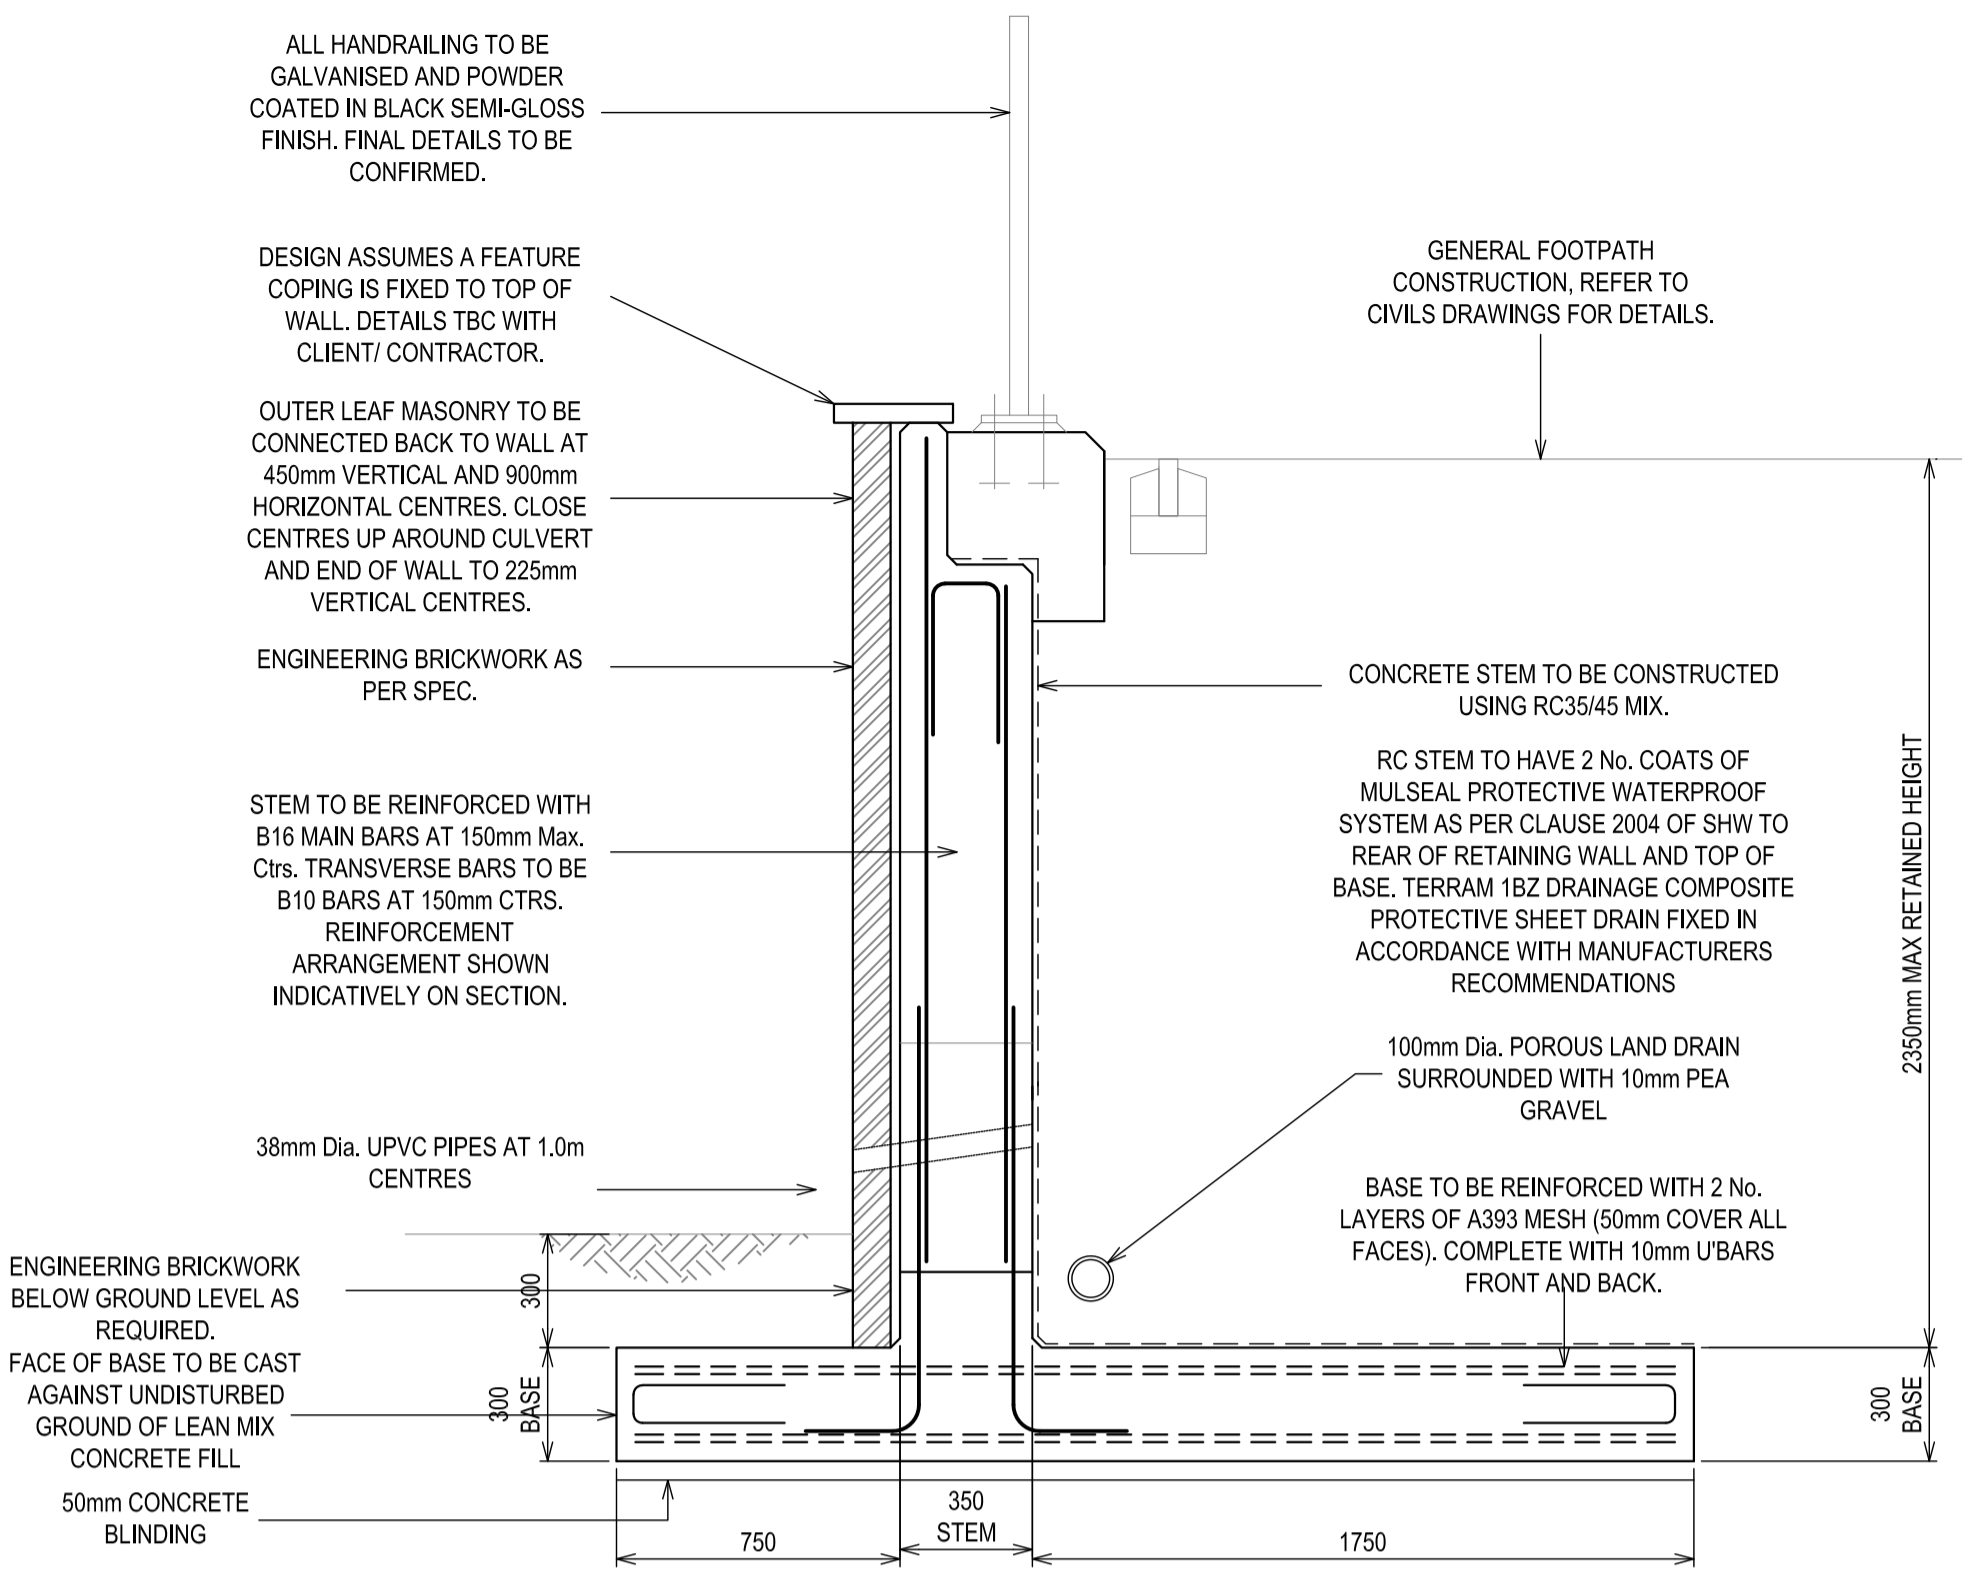 ALL HANDRAILING TO BE
GALVANISED AND POWDER
COATED IN BLACK SEMI-GLOSS
FINISH. FINAL DETAILS TO BE
CONFIRMED.
DESIGN ASSUMES A FEATURE
COPING IS FIXED TO TOP OF
WALL. DETAILS TBC WITH
CLIENT/ CONTRACTOR.
OUTER LEAF MASONRY TO BE
CONNECTED BACK TO WALL AT
450mm VERTICAL AND 900mm
HORIZONTAL CENTRES. CLOSE
CENTRES UP AROUND CULVERT
AND END OF WALL TO 225mm
VERTICAL CENTRES.
ENGINEERING BRICKWORK AS
PER SPEC.
STEM TO BE REINFORCED WITH
B16 MAIN BARS AT 150mm Max.
Ctrs. TRANSVERSE BARS TO BE
B10 BARS AT 150mm CTRS.
REINFORCEMENT
ARRANGEMENT SHOWN
INDICATIVELY ON SECTION.
38mm Dia. UPVC PIPES AT 1.0m
CENTRES
ENGINEERING BRICKWORK
BELOW GROUND LEVEL AS
REQUIRED.
FACE OF BASE TO BE CAST
AGAINST UNDISTURBED
GROUND OF LEAN MIX
CONCRETE FILL
50mm CONCRETE
BLINDING
300
300
BASE
750
350
STEM
1750
GENERAL FOOTPATH
CONSTRUCTION, REFER TO
CIVILS DRAWINGS FOR DETAILS.
CONCRETE STEM TO BE CONSTRUCTED
USING RC35/45 MIX.
RC STEM TO HAVE 2 No. COATS OF
MULSEAL PROTECTIVE WATERPROOF
SYSTEM AS PER CLAUSE 2004 OF SHW TO
REAR OF RETAINING WALL AND TOP OF
BASE. TERRAM 1BZ DRAINAGE COMPOSITE
PROTECTIVE SHEET DRAIN FIXED IN
ACCORDANCE WITH MANUFACTURERS
RECOMMENDATIONS
100mm Dia. POROUS LAND DRAIN
SURROUNDED WITH 10mm PEA
GRAVEL
BASE TO BE REINFORCED WITH 2 No.
LAYERS OF A393 MESH (50mm COVER ALL
FACES). COMPLETE WITH 10mm U'BARS
FRONT AND BACK.
2350mm MAX RETAINED HEIGHT
300
BASE